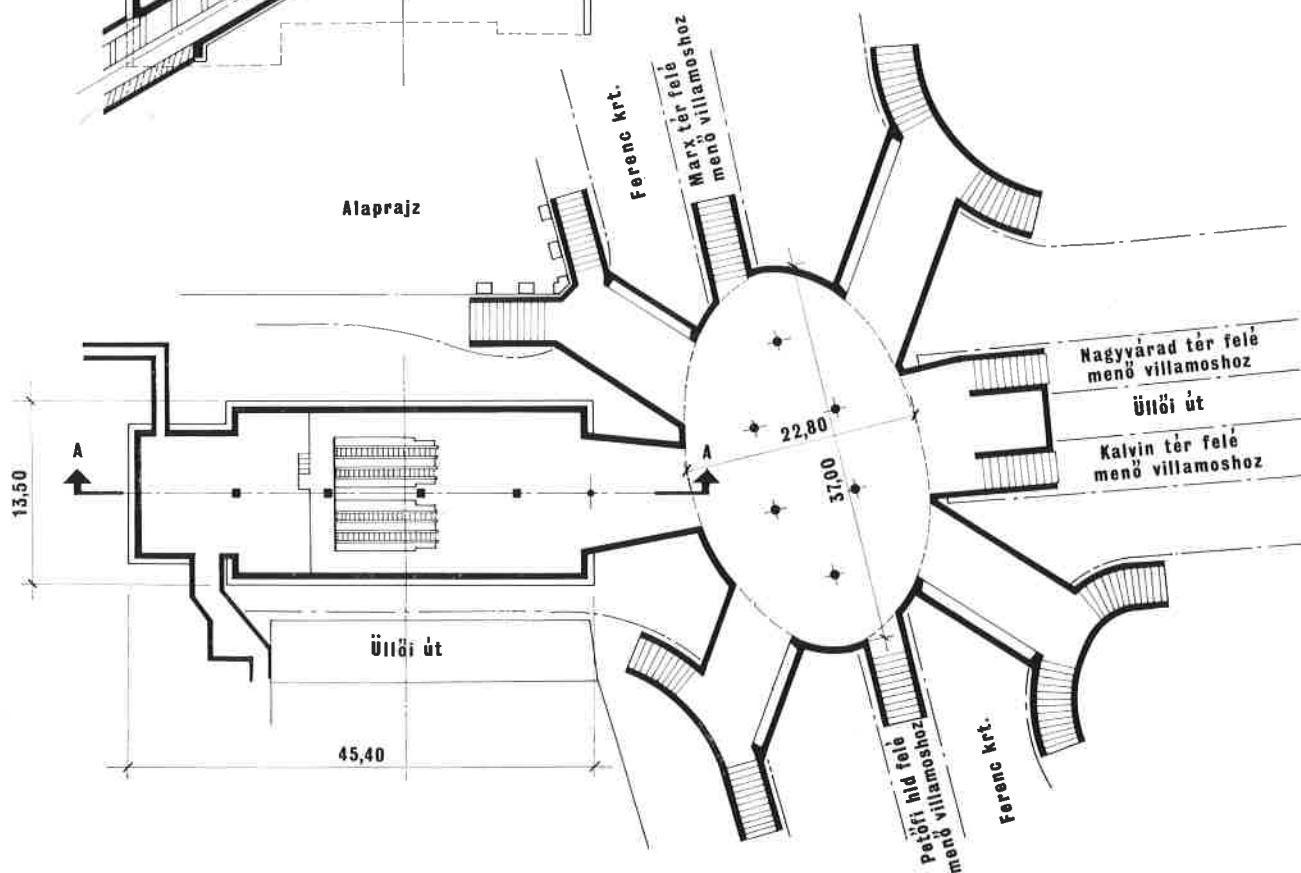 Alaprajz
Ferenc krt.
Marx tér felé
menő villamoshoz
Nagyvárad tér felé
menő villamoshoz
Üllői út
Kalvin tér felé
menő villamoshoz
A
A
13,50
22,80
37,00
Üllői út
45,40
Petőfi hld felé
menő villamoshoz
Ferenc krt.